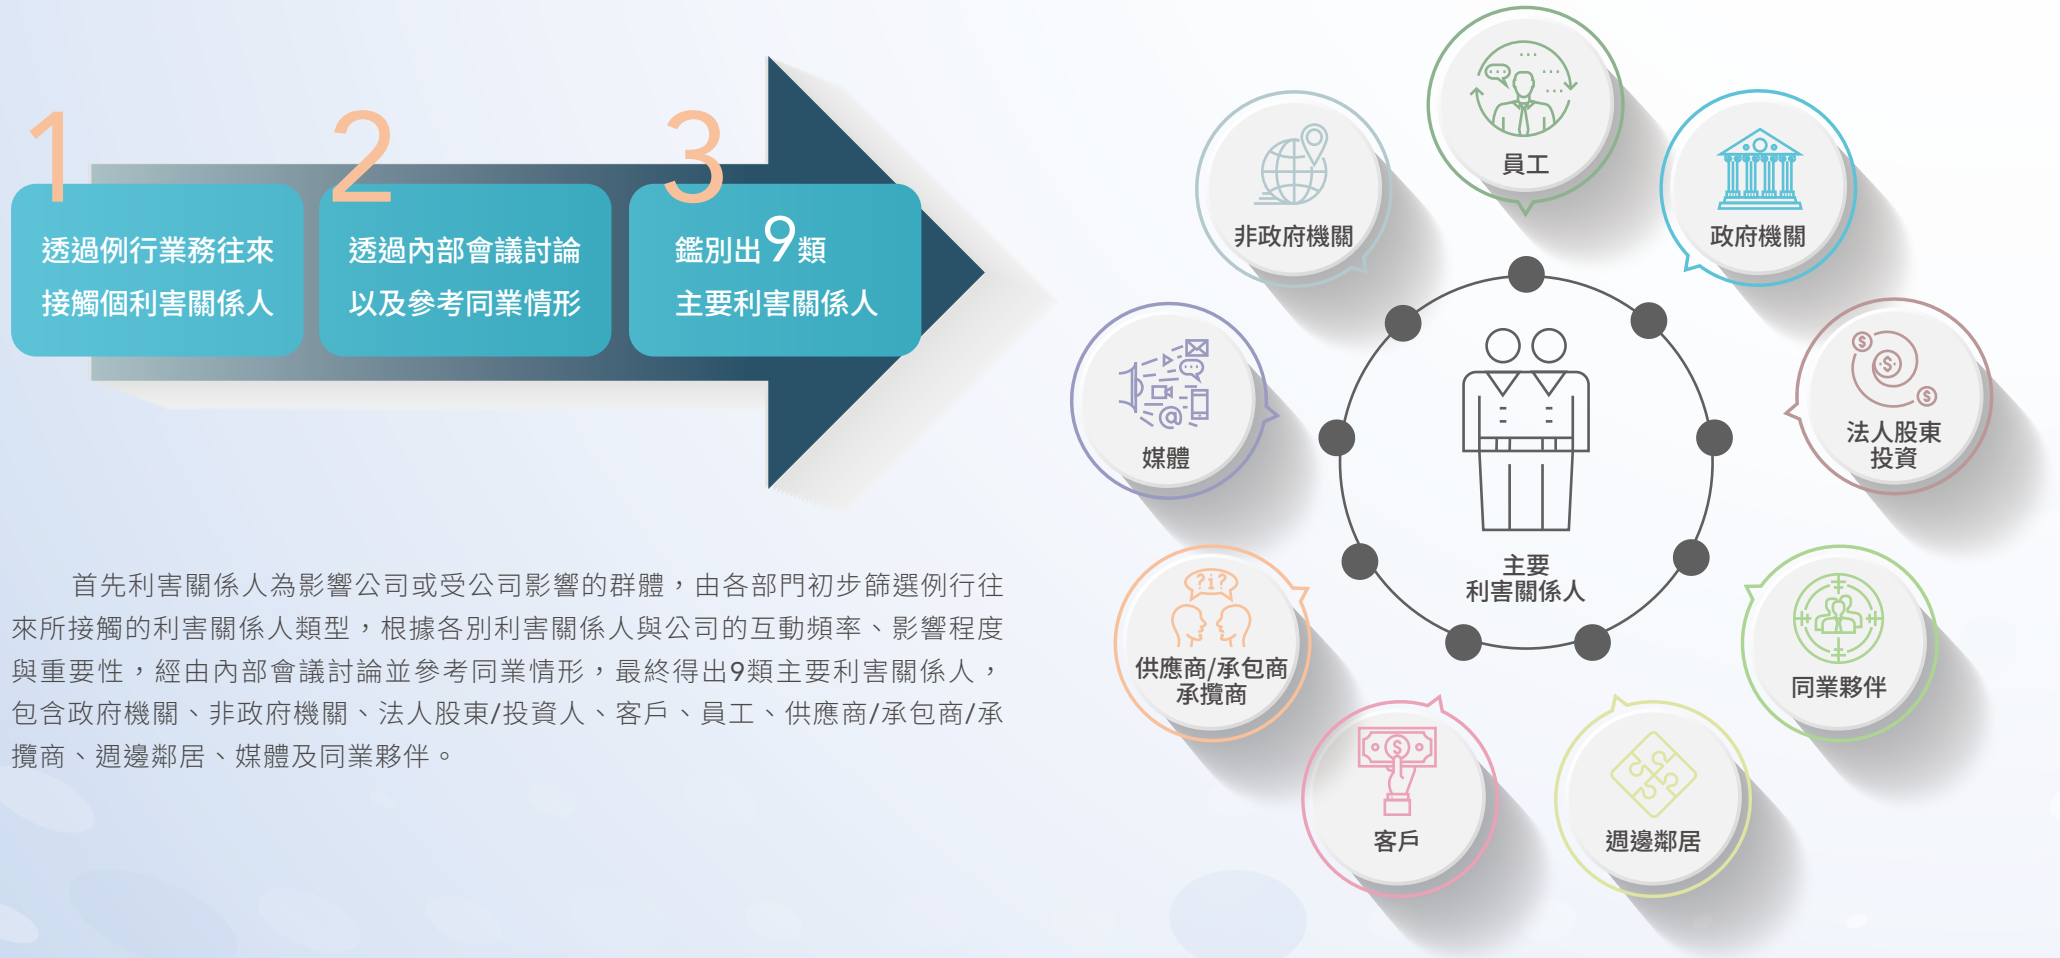 1
透過例行業務往來
接觸個利害關係人
2
透過內部會議討論
以及參考同業情形
3
鑑別出9類
主要利害關係人
首先利害關係人為影響公司或受公司影響的群體，由各部門初步篩選例行往
來所接觸的利害關係人類型，根據各別利害關係人與公司的互動頻率、影響程度
與重要性，經由內部會議討論並參考同業情形，最終得出9類主要利害關係人，
包含政府機關、非政府機關、法人股東/投資人、客戶、員工、供應商/承包商/承
攬商、週邊鄰居、媒體及同業夥伴。
員工
政府機關
法人股東
投資
同業夥伴
週邊鄰居
客戶
供應商/承包商
承攬商
?i?
媒體
非政府機關
主要
利害關係人